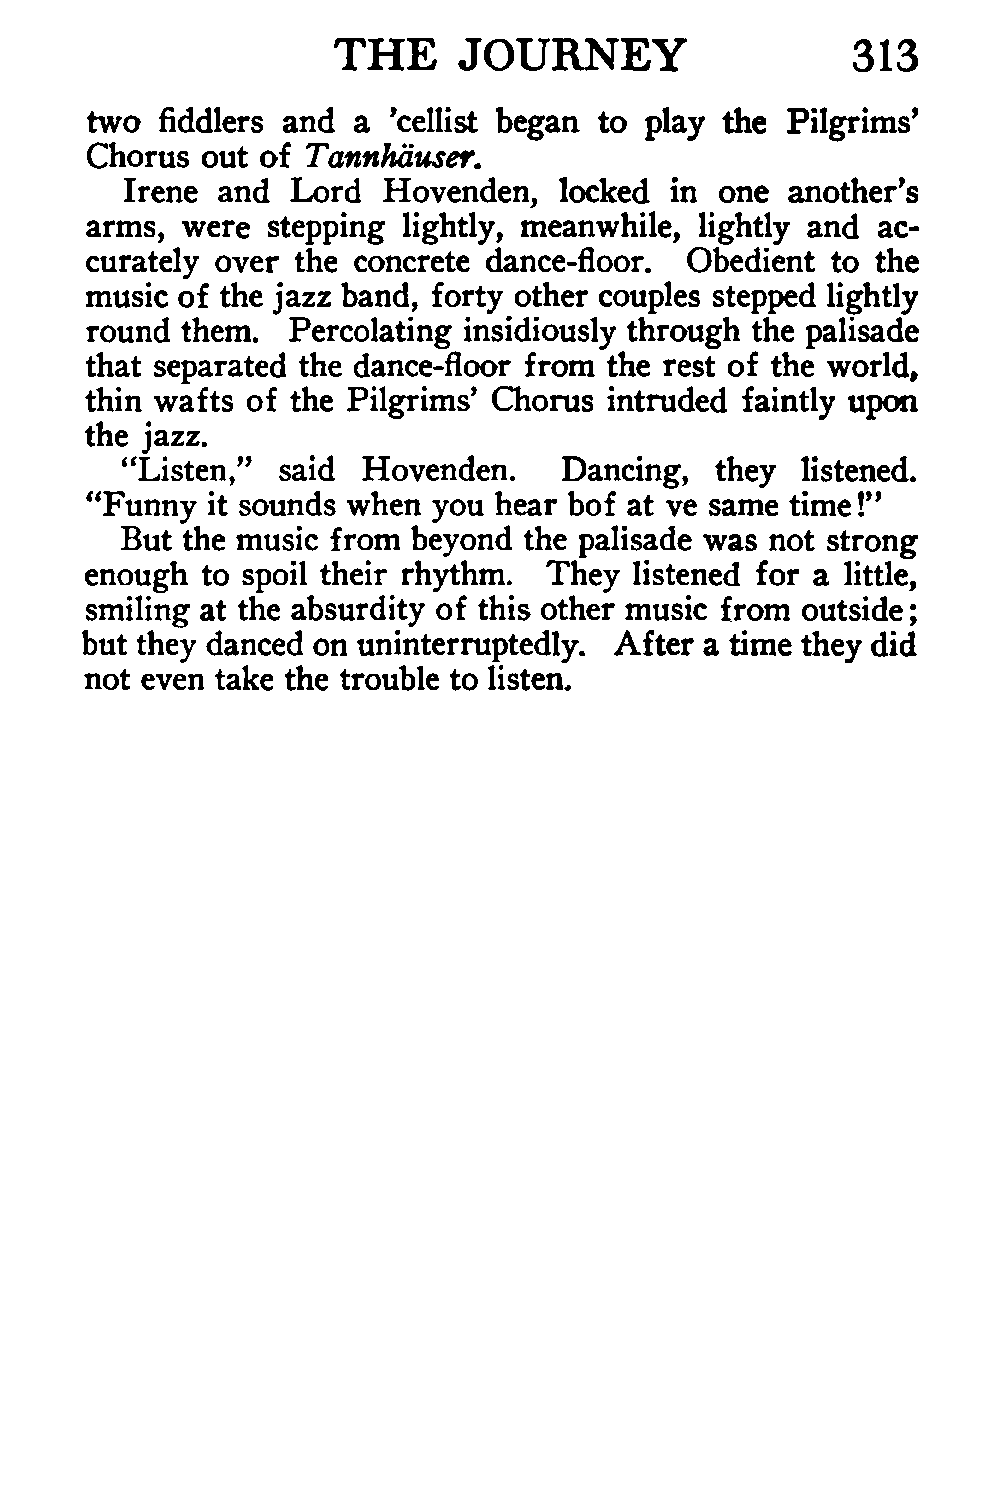 THE JOURNEY 313
two fiddlers and a 'cellist began to play the Pilgrims'
Chorus out of Tannhäuser.
Irene and Lord Hovenden, locked in one another's
arms, were stepping lightly, meanwhile, lightly and ac-
curately over the concrete dance-floor. Obedient to the
music of the jazz band, forty other couples stepped lightly
round them. Percolating insidiously through the palisade
that separated the dance-floor from the rest of the world,
thin wafts of the Pilgrims' Chorus intruded faintly upon
the jazz.
"Listen," said Hovenden. Dancing, they listened.
"Funny it sounds when you hear bof at ve same time!"
But the music from beyond the palisade was not strong
enough to spoil their rhythm. They listened for a little,
smiling at the absurdity of this other music from outside;
but they danced on uninterruptedly. After a time they did
not even take the trouble to listen.